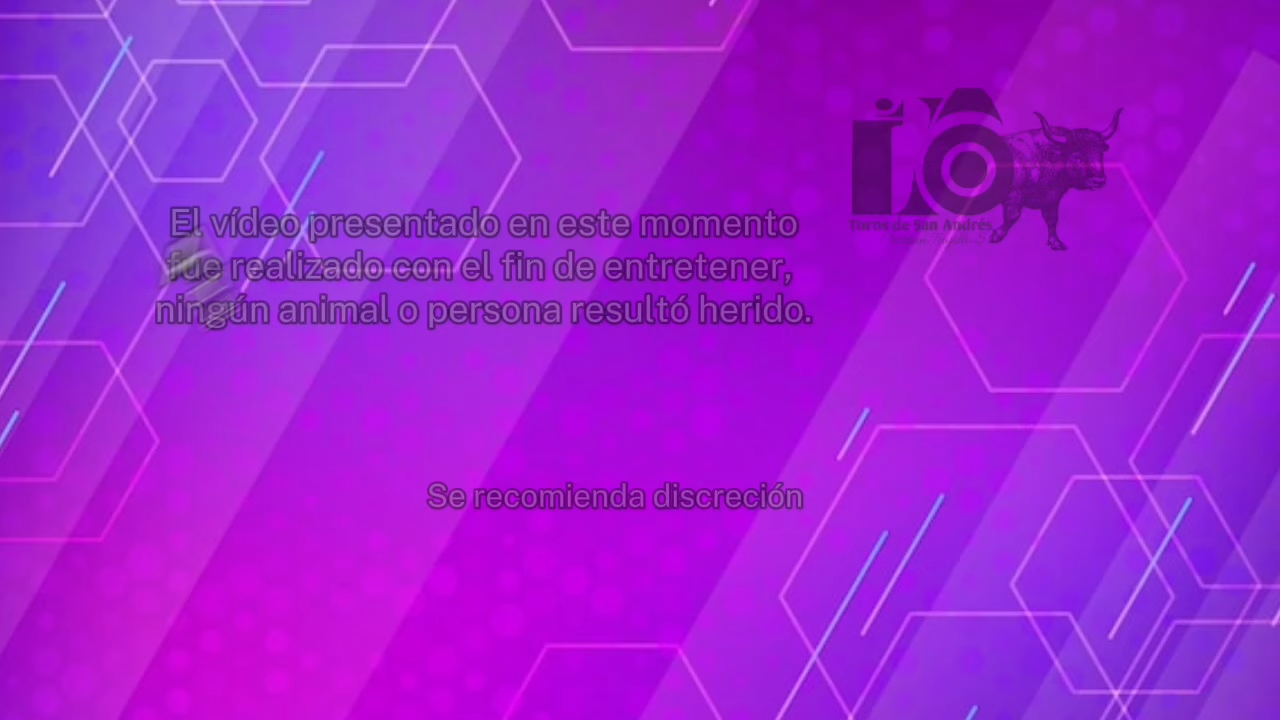 El vídeo presentado en este momento
fue realizado con el fin de entretener,
ningún animal o persona resultó herido.
Toros de San Andrés
Se recomienda discreción